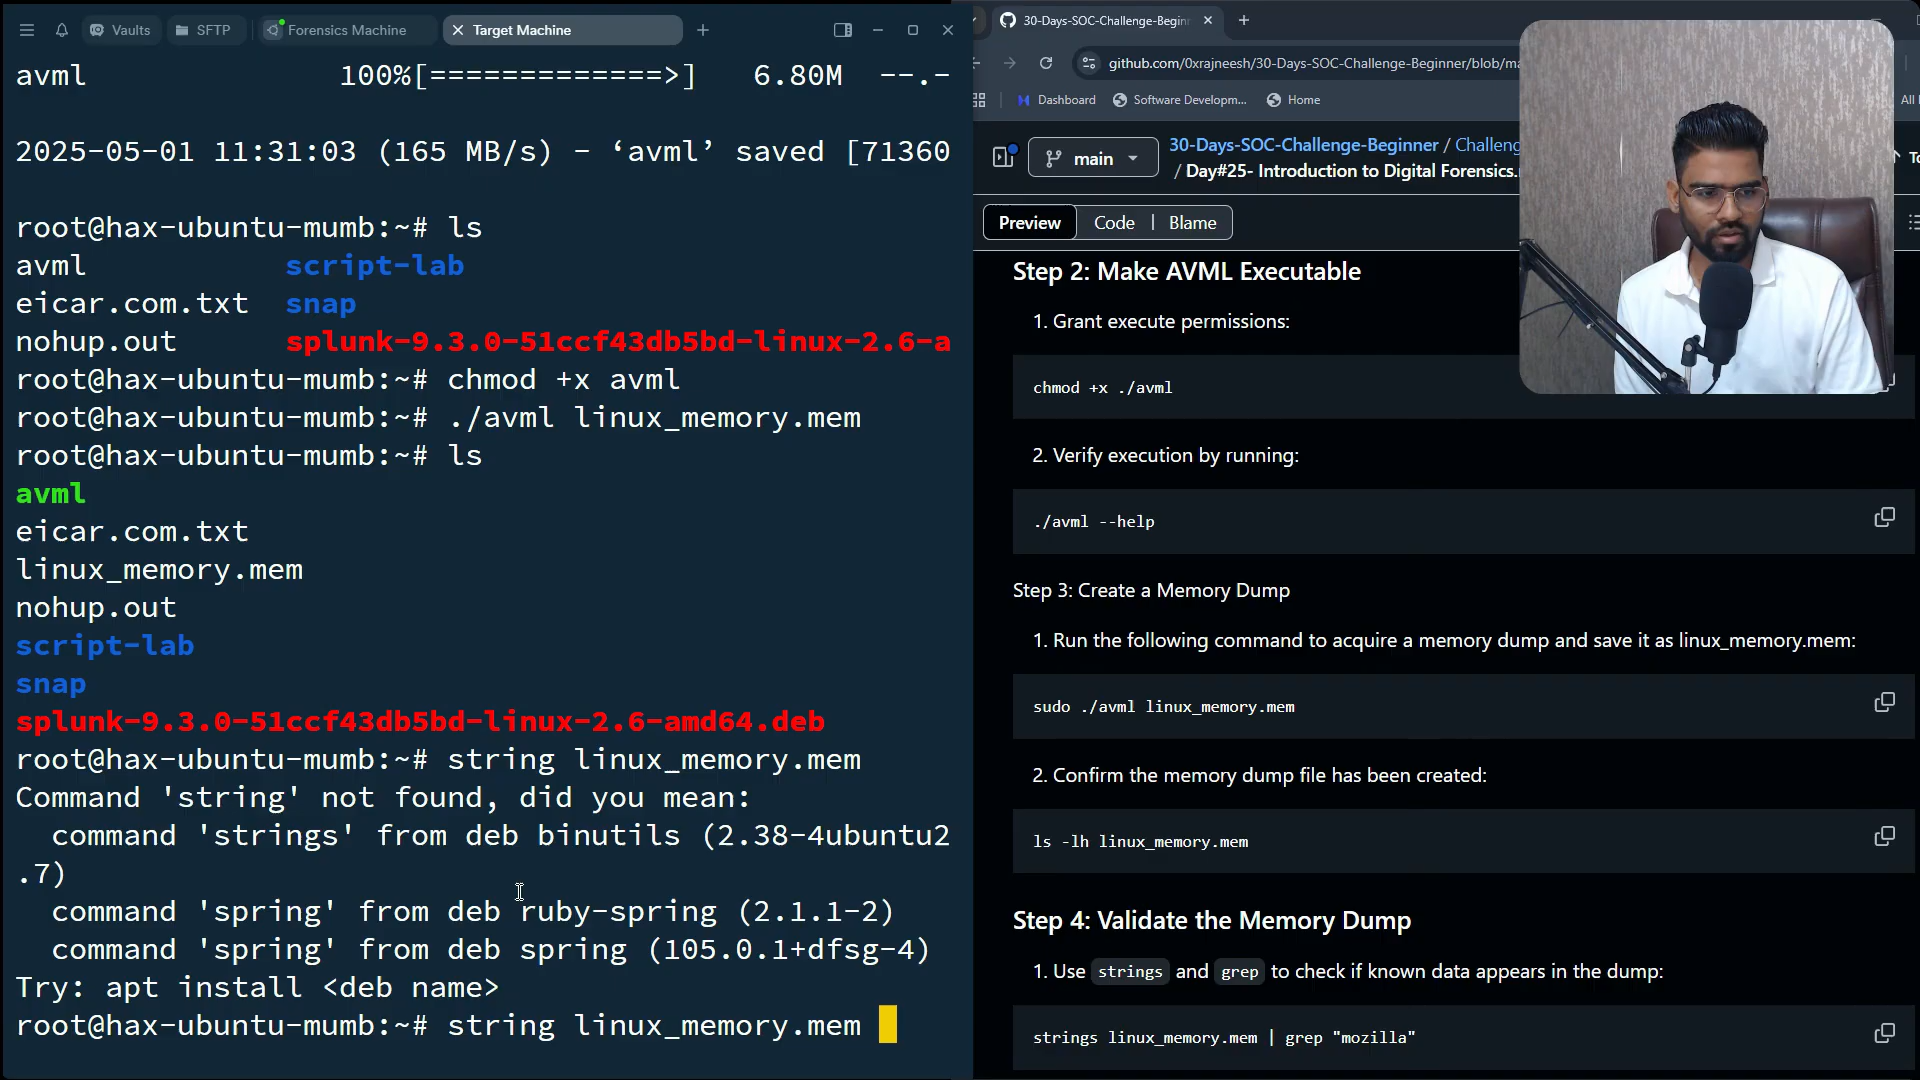 Vaults
SFTP
Forensics Machine
Target Machine
avml 100%[=============>] 6.80M --.-
2025-05-01 11:31:03 (165 MB/s) - ‘avml’ saved [71360
root@hax-ubuntu-mumb:~# ls
avml script-lab
eicar.com.txt snap
nohup.out splunk-9.3.0-51ccf43db5bd-linux-2.6-a
root@hax-ubuntu-mumb:~# chmod +x avml
root@hax-ubuntu-mumb:~# ./avml linux_memory.mem
root@hax-ubuntu-mumb:~# ls
avml
eicar.com.txt
linux_memory.mem
nohup.out
script-lab
snap
splunk-9.3.0-51ccf43db5bd-linux-2.6-amd64.deb
root@hax-ubuntu-mumb:~# string linux_memory.mem
Command 'string' not found, did you mean:
command 'strings' from deb binutils (2.38-4ubuntu2
.7)
command 'spring' from deb ruby-spring (2.1.1-2)
command 'spring' from deb spring (105.0.1+dfsg-4)
Try: apt install <deb name>
root@hax-ubuntu-mumb:~# string linux_memory.mem
30-Days-SOC-Challenge-Begin
github.com/0xrajneesh/30-Days-SOC-Challenge-Beginner/blob/ma
Dashboard
Software Developm...
Home
All
main
30-Days-SOC-Challenge-Beginner / Challeng
/ Day#25- Introduction to Digital Forensics.
To
Preview
Code
Blame
Step 2: Make AVML Executable
1. Grant execute permissions:
chmod +x ./avml
2. Verify execution by running:
./avml --help
Step 3: Create a Memory Dump
1. Run the following command to acquire a memory dump and save it as linux_memory.mem:
sudo ./avml linux_memory.mem
2. Confirm the memory dump file has been created:
ls -lh linux_memory.mem
Step 4: Validate the Memory Dump
1. Use strings and grep to check if known data appears in the dump:
strings linux_memory.mem | grep "mozilla"